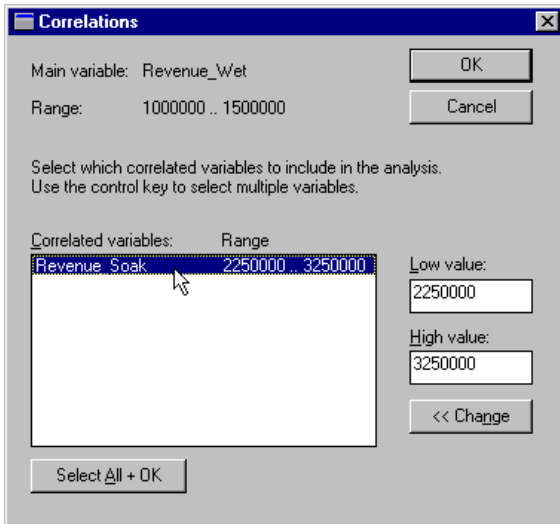 Correlations
Main variable: Revenue_Wet
OK
Range: 1000000 .. 1500000
Cancel
Select which correlated variables to include in the analysis.
Use the control key to select multiple variables.
Correlated variables: Range
Revenue_Soak 2250000 .. 3250000
Low value:
2250000
High value:
3250000
<< Change
Select All + OK